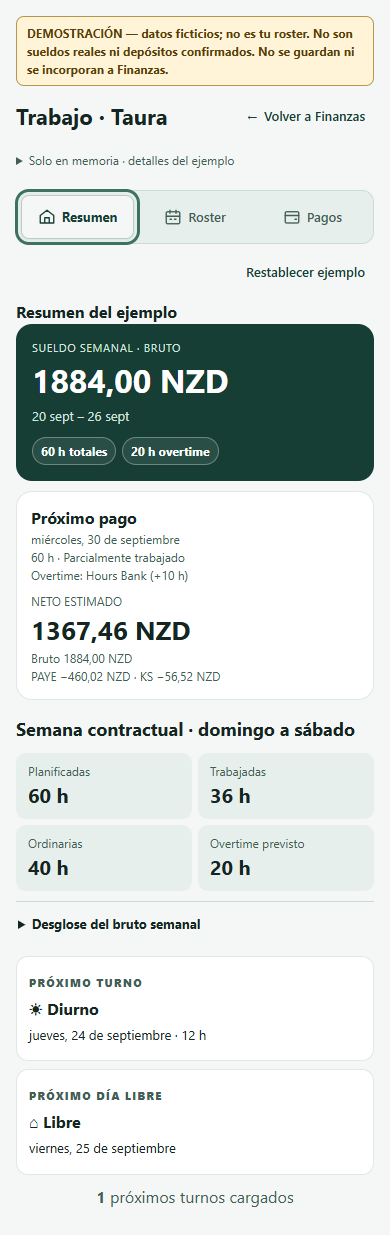 DEMOSTRACIÓN — datos ficticios; no es tu roster. No son
sueldos reales ni depósitos confirmados. No se guardan ni
se incorporan a Finanzas.
Trabajo · Taura
← Volver a Finanzas
▶ Solo en memoria · detalles del ejemplo
Resumen
Roster
Pagos
Restablecer ejemplo
Resumen del ejemplo
SUELDO SEMANAL · BRUTO
1884,00 NZD
20 sept – 26 sept
60 h totales
20 h overtime
Próximo pago
miércoles, 30 de septiembre
60 h · Parcialmente trabajado
Overtime: Hours Bank (+10 h)
NETO ESTIMADO
1367,46 NZD
Bruto 1884,00 NZD
PAYE −460,02 NZD · KS −56,52 NZD
Semana contractual · domingo a sábado
Planificadas
60 h
Trabajadas
36 h
Ordinarias
40 h
Overtime previsto
20 h
▶ Desglose del bruto semanal
PRÓXIMO TURNO
☀ Diurno
jueves, 24 de septiembre · 12 h
PRÓXIMO DÍA LIBRE
⌂ Libre
viernes, 25 de septiembre
1 próximos turnos cargados